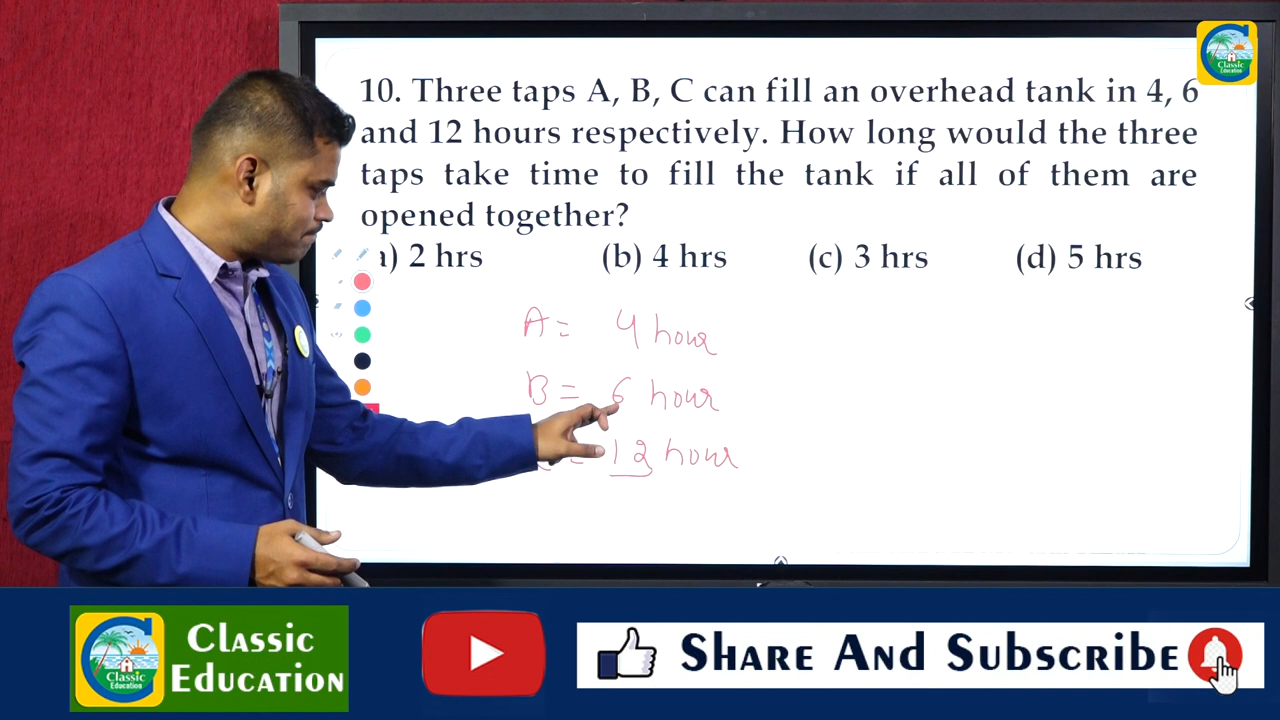 Classic
Education
10. Three taps A, B, C can fill an overhead tank in 4, 6
and 12 hours respectively. How long would the three
taps take time to fill the tank if all of them are
opened together?
a) 2 hrs (b) 4 hrs (c) 3 hrs (d) 5 hrs
A = 4 hour
B = 6 hour
= 12 hour
Classic
Education
Classic
Education
Share And Subscribe